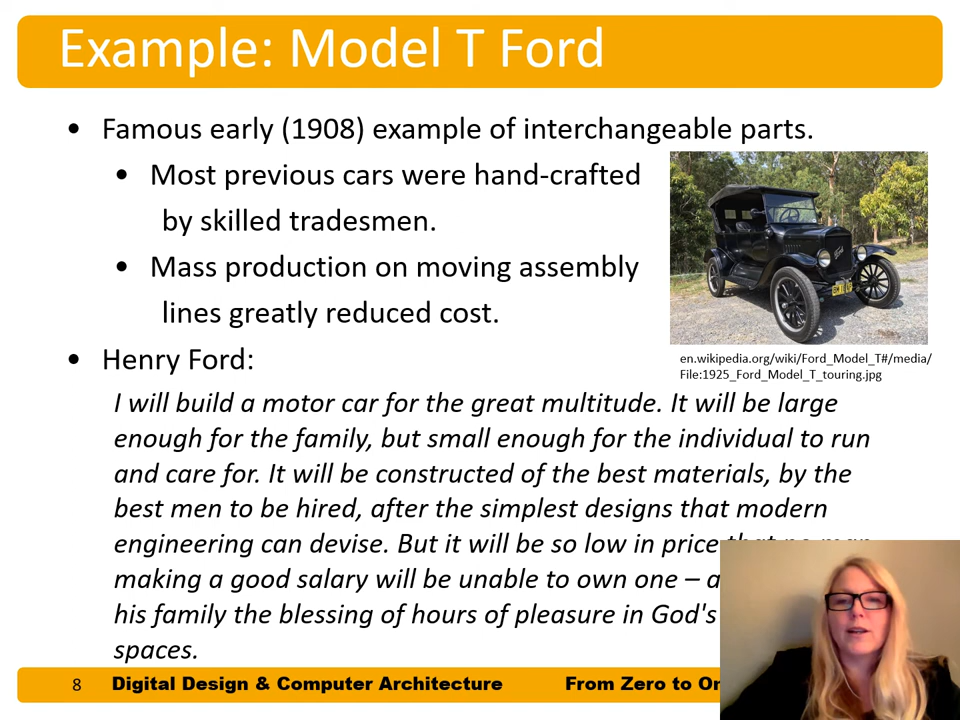 Example: Model T Ford
• Famous early (1908) example of interchangeable parts.
• Most previous cars were hand-crafted
by skilled tradesmen.
• Mass production on moving assembly
lines greatly reduced cost.
en.wikipedia.org/wiki/Ford_Model_T#/media/
File:1925_Ford_Model_T_touring.jpg
• Henry Ford:
I will build a motor car for the great multitude. It will be large
enough for the family, but small enough for the individual to run
and care for. It will be constructed of the best materials, by the
best men to be hired, after the simplest designs that modern
engineering can devise. But it will be so low in price
making a good salary will be unable to own one –
his family the blessing of hours of pleasure in God's
spaces.
8 Digital Design & Computer Architecture From Zero to